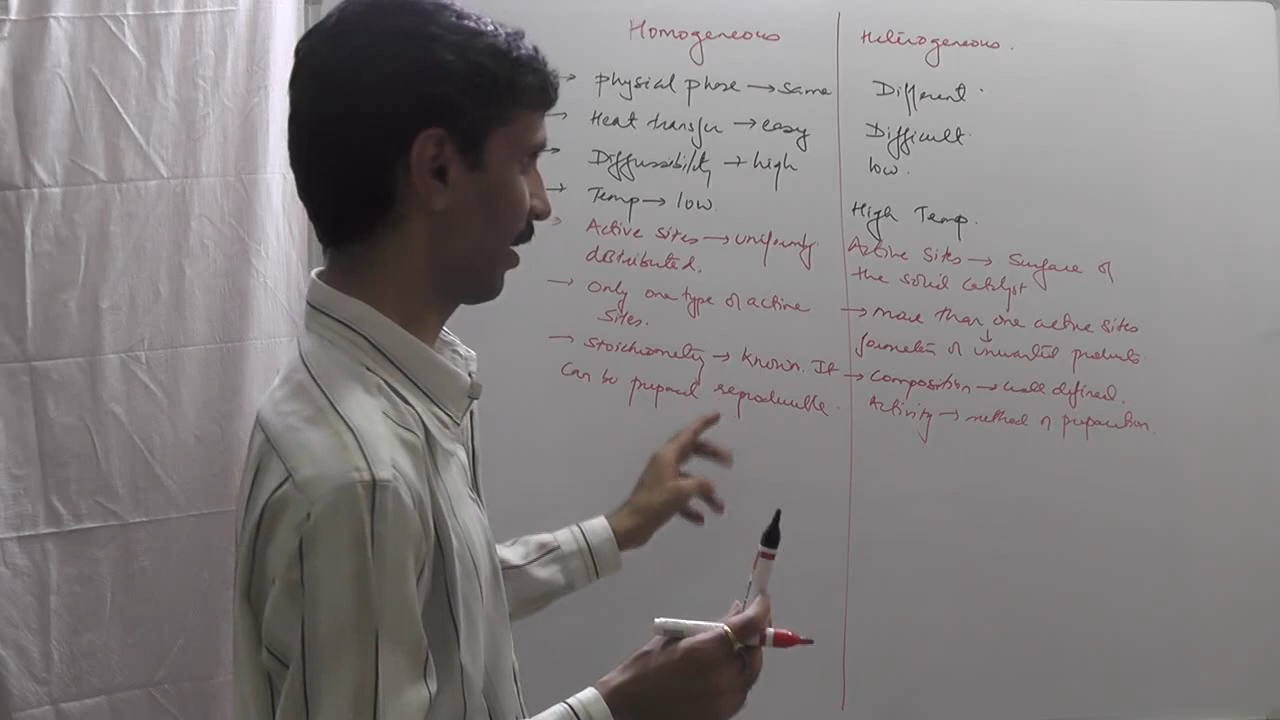 Homogeneous
→ Physical phase → same
→ Heat transfer → easy
→ Diffussibility → high
→ Temp → low.
→ Active sites → uniformly
distributed.
→ Only one type of active
sites.
→ Stoichiometry → known. It
can be prepared reproducible.
Heterogeneous.
Different.
Difficult.
low.
High Temp.
Active Sites → Surface of
the solid catalyst
→ more than one active sites
↓
formation of unwanted products.
→ Composition → well defined.
Activity → method of preparation.